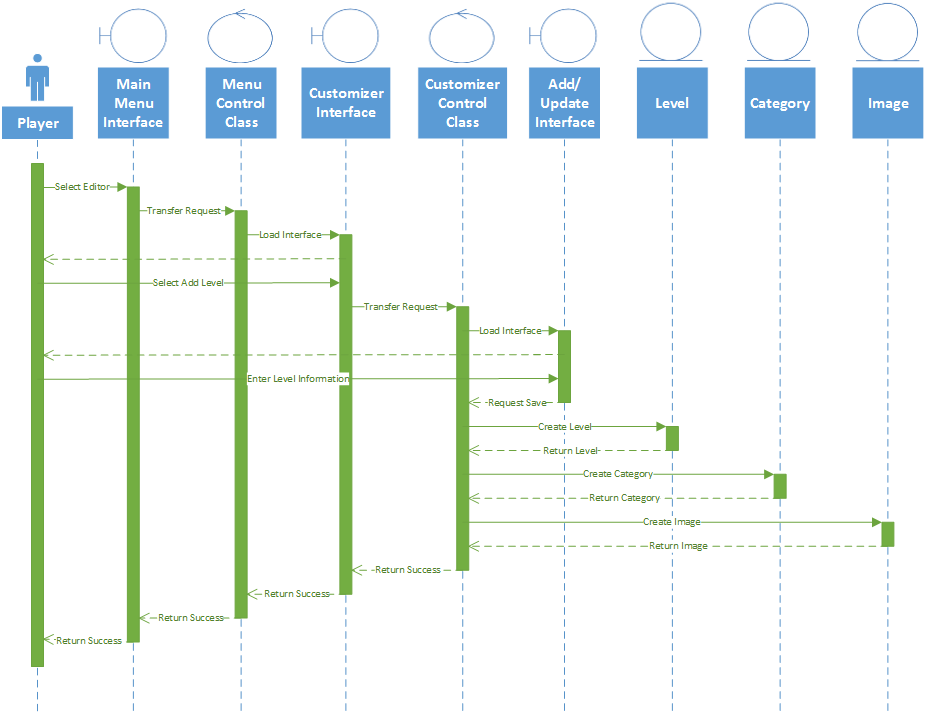 Player
Main
Menu
Interface
Menu
Control
Class
Customizer
Interface
Customizer
Control
Class
Add/
Update
Interface
Level
Category
Image
Select Editor
Transfer Request
Load Interface
Select Add Level
Transfer Request
Load Interface
Enter Level Information
Request Save
Create Level
Return Level
Create Category
Return Category
Create Image
Return Image
Return Success
Return Success
Return Success
Return Success